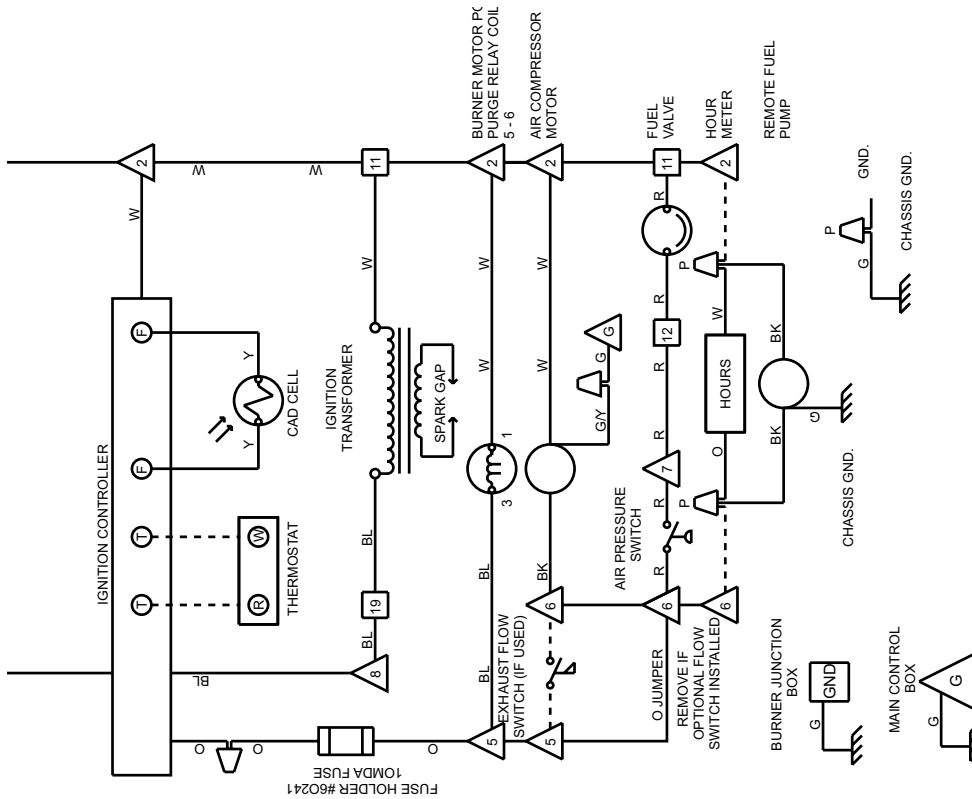 IGNITION CONTROLLER
T
T
F
F
R
W
THERMOSTAT
Y
Y
CAD CELL
W
2
W
W
O
O
FUSE HOLDER #6O241
1OMDA FUSE
O
BL
8
BL
19
BL
IGNITION
TRANSFORMER
SPARK GAP
W
11
5
BL
BL
3
1
W
W
2
BURNER MOTOR
PURGE RELAY COIL
5 - 6
EXHAUST FLOW
SWITCH (IF USED)
5
6
BK
W
W
2
AIR COMPRESSOR
MOTOR
G/Y
G
G
O JUMPER
REMOVE IF
OPTIONAL FLOW
SWITCH INSTALLED
6
R
AIR PRESSURE
SWITCH
R
7
R
R
12
R
R
11
FUEL
VALVE
6
P
O
HOURS
W
P
2
HOUR
METER
BK
BK
G
REMOTE FUEL
PUMP
CHASSIS GND.
P
G
GND.
CHASSIS GND.
BURNER JUNCTION
BOX
GND
G
MAIN CONTROL
BOX
G
G